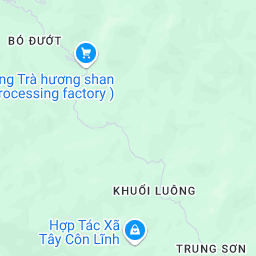 BÓ ĐƯỚT
ng Trà hương shan
rocessing factory )
KHUỔI LUÔNG
Hợp Tác Xã
Tây Côn Lĩnh
TRUNG SƠN